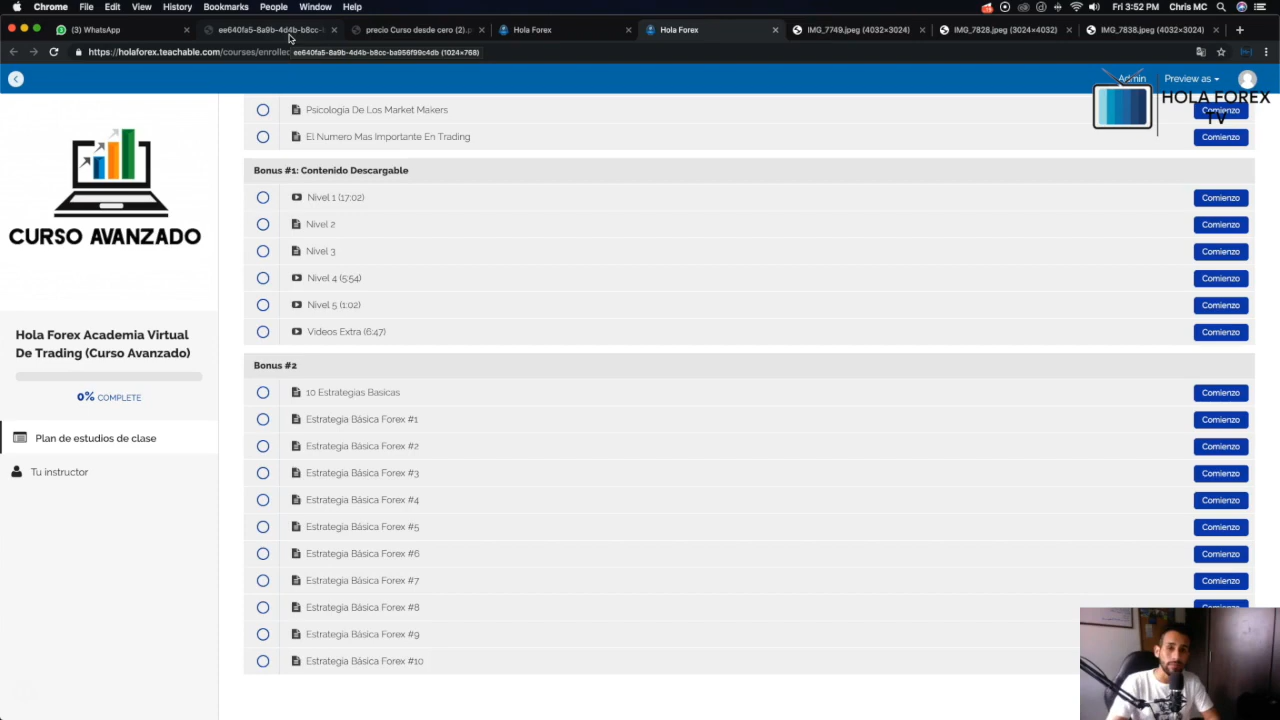 Chrome File Edit View History Bookmarks People Window Help Fri 3:52 PM Chris MC
(3) WhatsApp ee640fa5-8a9b-4d4b-b8cc- precio Curso desde cero (2).p Hola Forex Hola Forex IMG_7749.jpeg (4032×3024) IMG_7828.jpeg (3024×4032) IMG_7838.jpeg (4032×3024)
https://holaforex.teachable.com/courses/enrolled
ee640fa5-8a9b-4d4b-b8cc-ba956f99c4db (1024×768)
Admin Preview as
HOLA FOREX
TV
Psicologia De Los Market Makers Comienzo
El Numero Mas Importante En Trading Comienzo
Bonus #1: Contenido Descargable
Nivel 1 (17:02) Comienzo
Nivel 2 Comienzo
Nivel 3 Comienzo
Nivel 4 (5:54) Comienzo
Nivel 5 (1:02) Comienzo
Videos Extra (6:47) Comienzo
Bonus #2
10 Estrategias Basicas Comienzo
Estrategia Básica Forex #1 Comienzo
Estrategia Básica Forex #2 Comienzo
Estrategia Básica Forex #3 Comienzo
Estrategia Básica Forex #4 Comienzo
Estrategia Básica Forex #5 Comienzo
Estrategia Básica Forex #6 Comienzo
Estrategia Básica Forex #7 Comienzo
Estrategia Básica Forex #8 Comienzo
Estrategia Básica Forex #9
Estrategia Básica Forex #10
CURSO AVANZADO
Hola Forex Academia Virtual
De Trading (Curso Avanzado)
0% COMPLETE
Plan de estudios de clase
Tu instructor